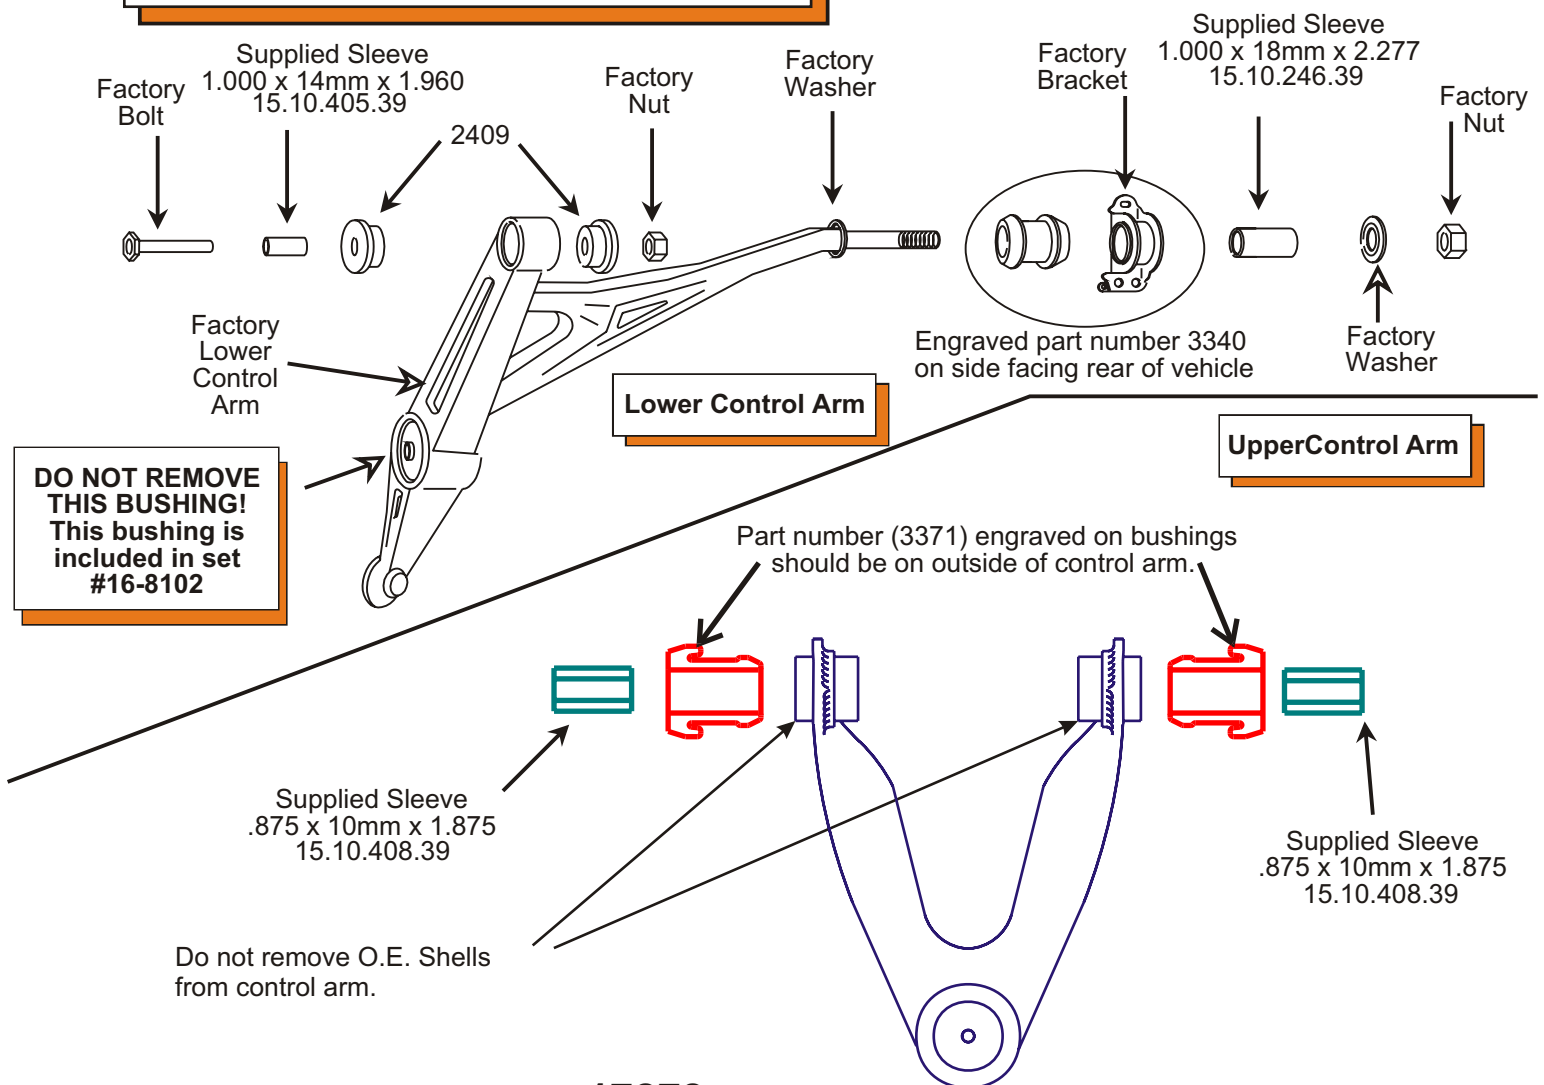 Supplied Sleeve
1.000 x 14mm x 1.960
15.10.405.39
Factory
Bolt
2409
Factory
Nut
Factory
Washer
Factory
Bracket
Supplied Sleeve
1.000 x 18mm x 2.277
15.10.246.39
Factory
Nut
Factory
Lower
Control
Arm
Engraved part number 3340
on side facing rear of vehicle
Factory
Washer
Lower Control Arm
UpperControl Arm
DO NOT REMOVE
THIS BUSHING!
This bushing is
included in set
#16-8102
Part number (3371) engraved on bushings
should be on outside of control arm.
Supplied Sleeve
.875 x 10mm x 1.875
15.10.408.39
Supplied Sleeve
.875 x 10mm x 1.875
15.10.408.39
Do not remove O.E. Shells
from control arm.